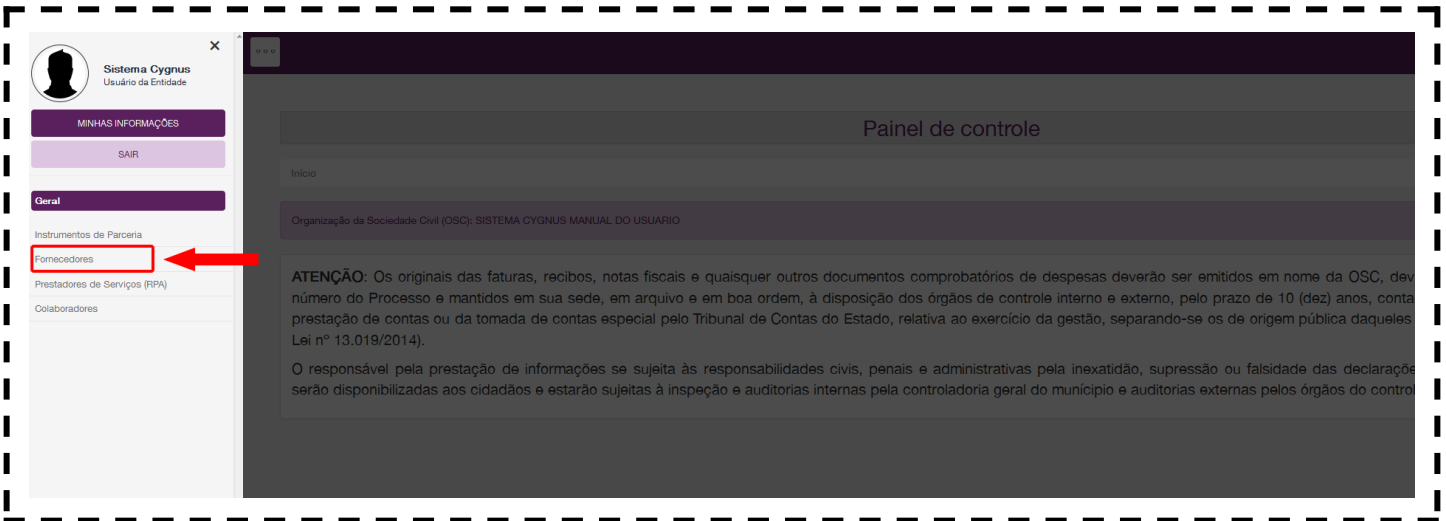 Sistema Cygnus
Usuário da Entidade
MINHAS INFORMAÇÕES
SAIR
Geral
Instrumentos de Parceria
Fornecedores
Prestadores de Serviços (RPA)
Colaboradores
Painel de controle
Início
Organização da Sociedade Civil (OSC): SISTEMA CYGNUS MANUAL DO USUARIO
ATENÇÃO: Os originais das faturas, recibos, notas fiscais e quaisquer outros documentos comprobatórios de despesas deverão ser emitidos em nome da OSC, dev
número do Processo e mantidos em sua sede, em arquivo e em boa ordem, à disposição dos órgãos de controle interno e externo, pelo prazo de 10 (dez) anos, conta
prestação de contas ou da tomada de contas especial pelo Tribunal de Contas do Estado, relativa ao exercício da gestão, separando-se os de origem pública daqueles
Lei nº 13.019/2014).
O responsável pela prestação de informações se sujeita às responsabilidades civis, penais e administrativas pela inexatidão, supressão ou falsidade das declaraçõe
serão disponibilizadas aos cidadãos e estarão sujeitas à inspeção e auditorias internas pela controladoria geral do munícipio e auditorias externas pelos órgãos do control